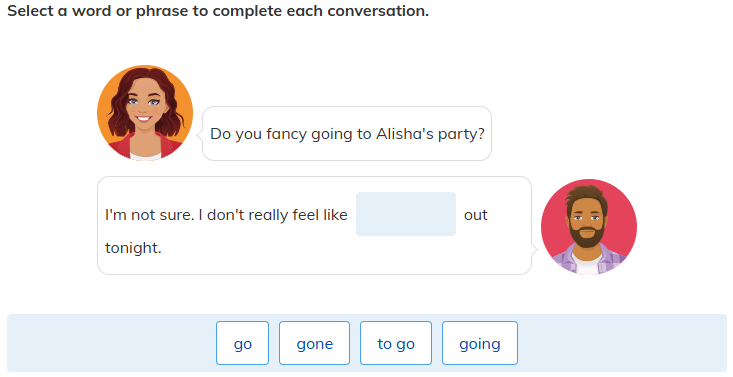 Select a word or phrase to complete each conversation.
Do you fancy going to Alisha's party?
I'm not sure. I don't really feel like out
tonight.
go gone to go going